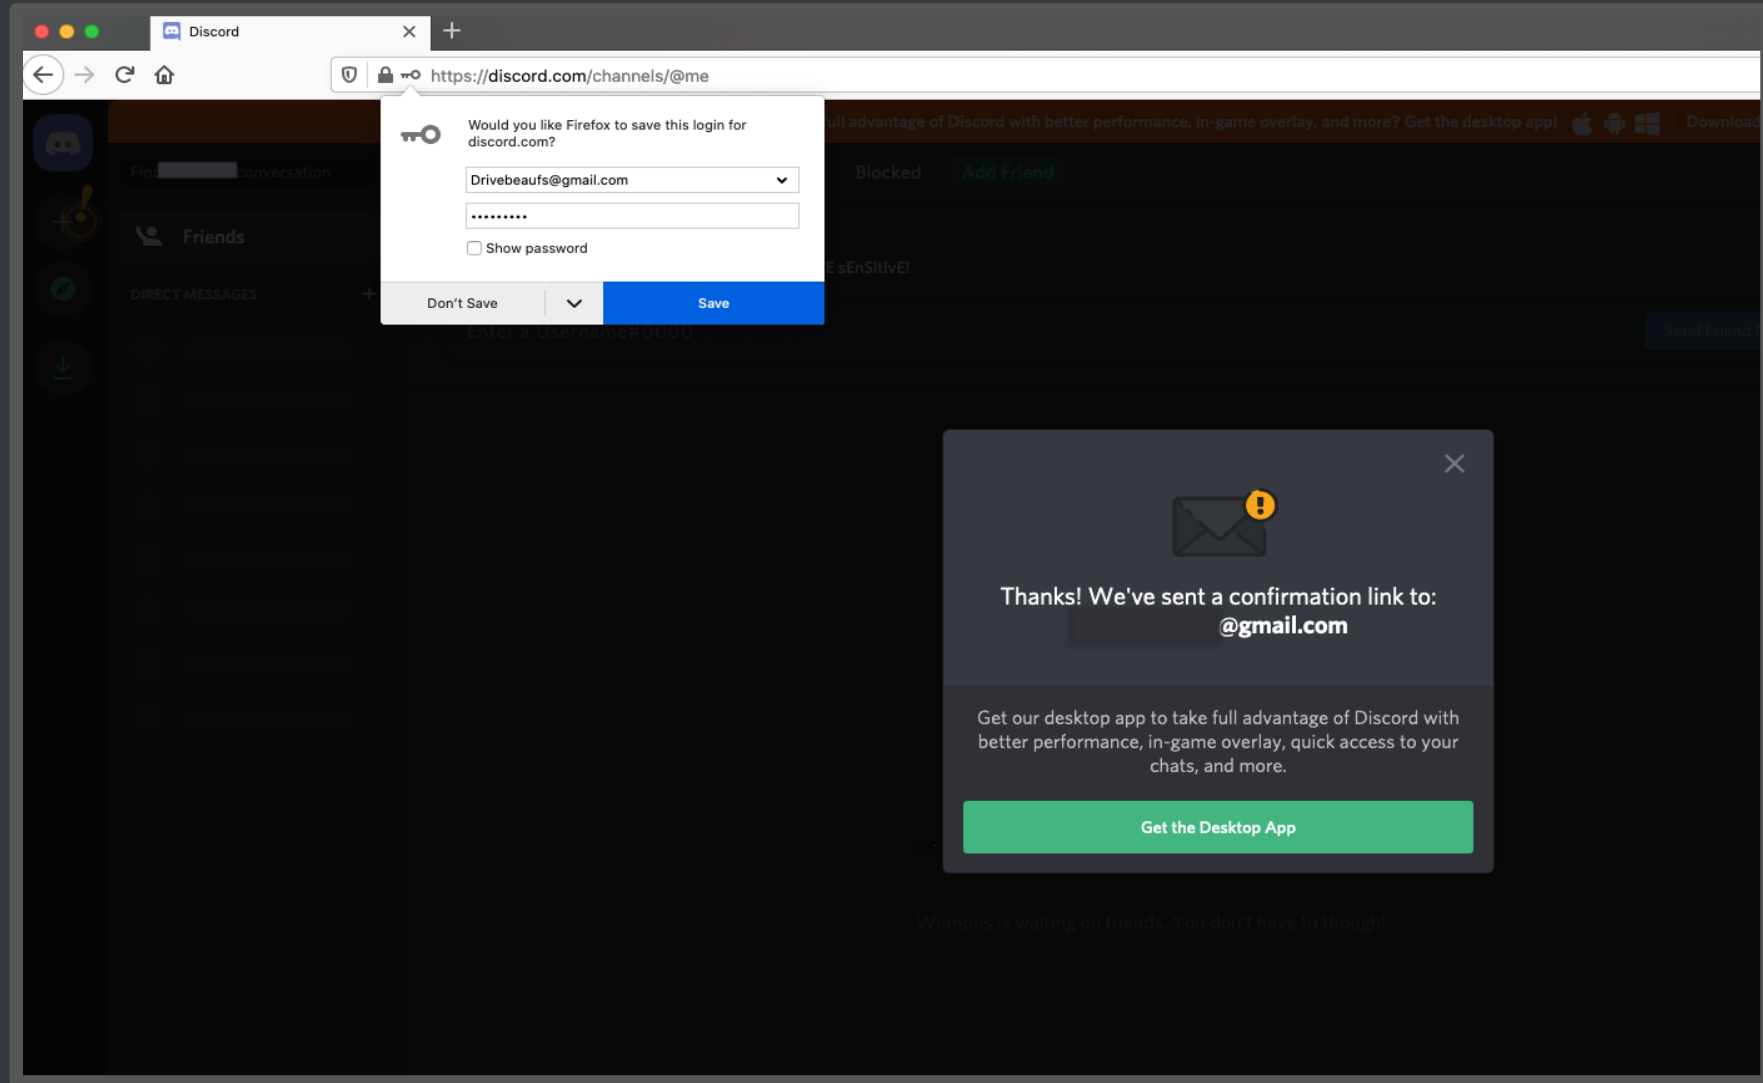 Discord
https://discord.com/channels/@me
Would you like Firefox to save this login for
discord.com?
Drivebeaufs@gmail.com
•••••••••
Show password
Don't Save
Save
ull advantage of Discord with better performance, in-game overlay, and more? Get the desktop app!
Download
Find
conversation
Blocked
Add Friend
Friends
E sEnSitIvE!
DIRECT MESSAGES
Enter a Username#0000
Send Friend
Thanks! We've sent a confirmation link to:
@gmail.com
Get our desktop app to take full advantage of Discord with
better performance, in-game overlay, quick access to your
chats, and more.
Get the Desktop App
Wumpus is waiting on friends. You don't have to though!